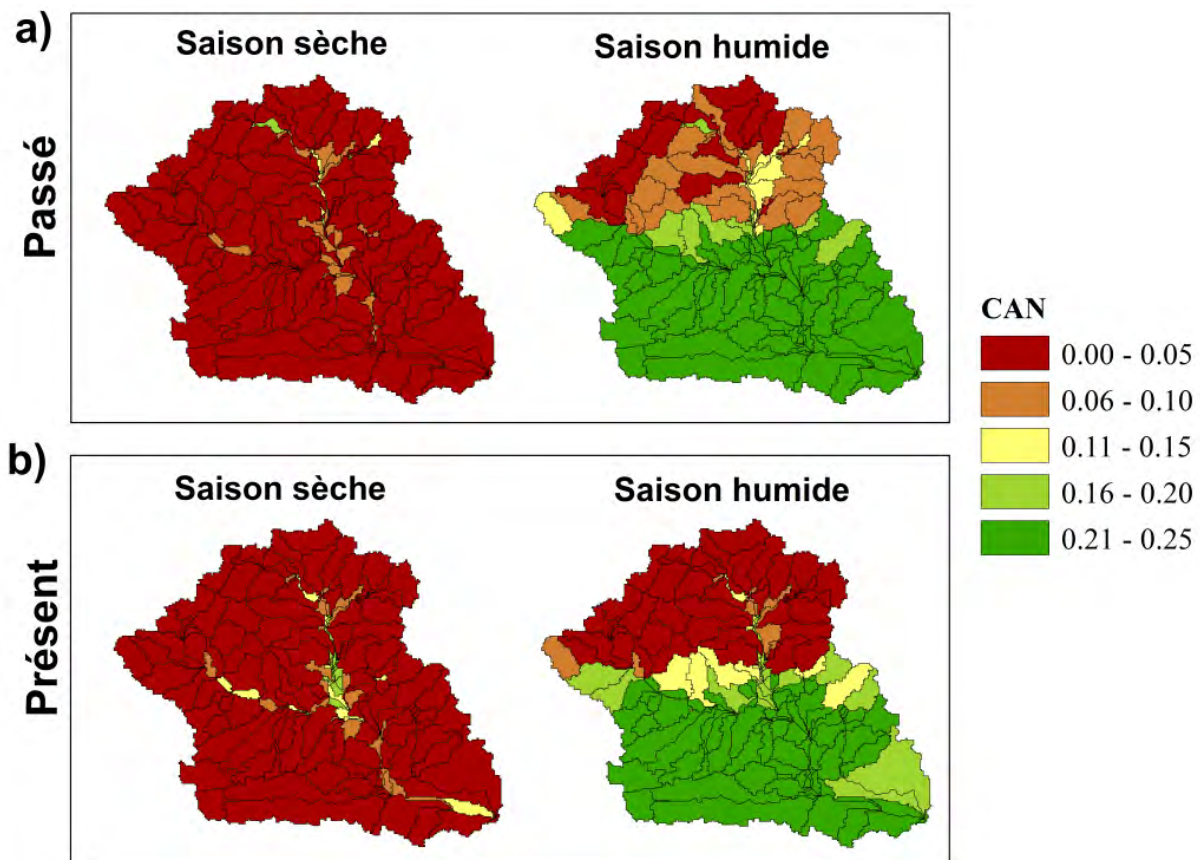 a)
Saison sèche
Saison humide
Passé
CAN
0.00 - 0.05
0.06 - 0.10
0.11 - 0.15
0.16 - 0.20
0.21 - 0.25
b)
Saison sèche
Saison humide
Présent